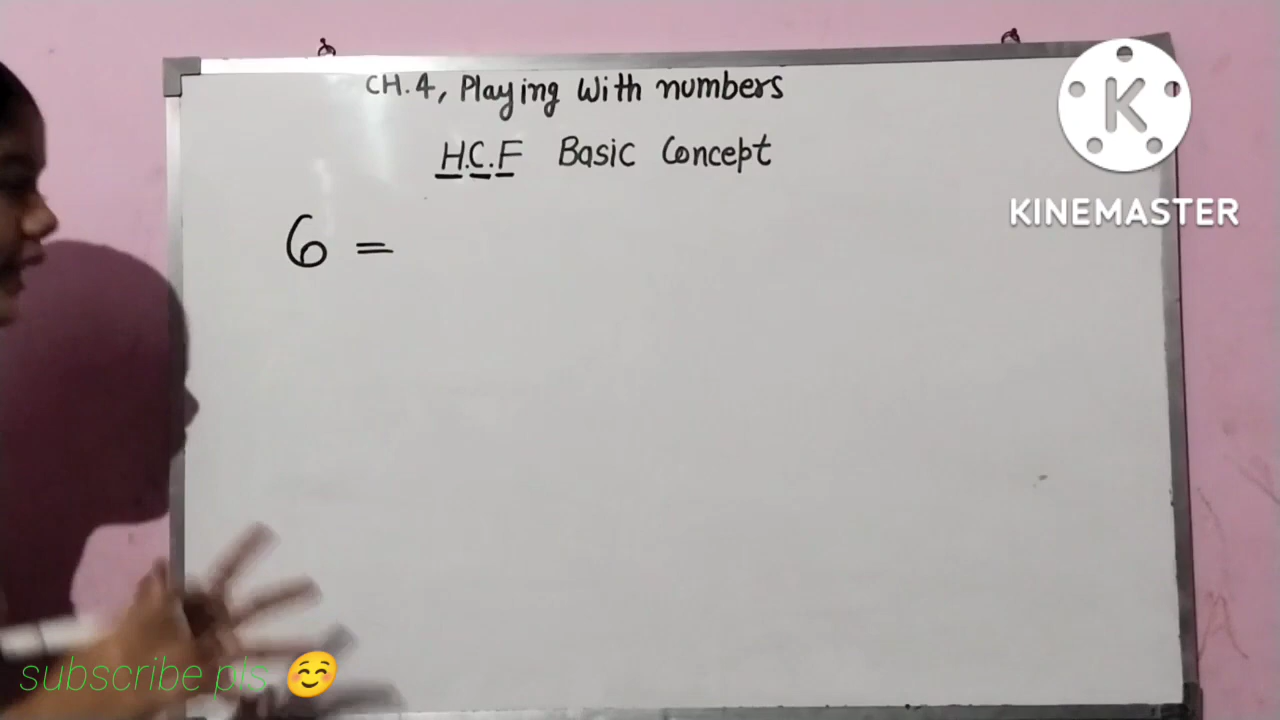 CH.4, Playing With numbers
H.C.F Basic Concept
6 =
KINEMASTER
subscribe pls ☺️